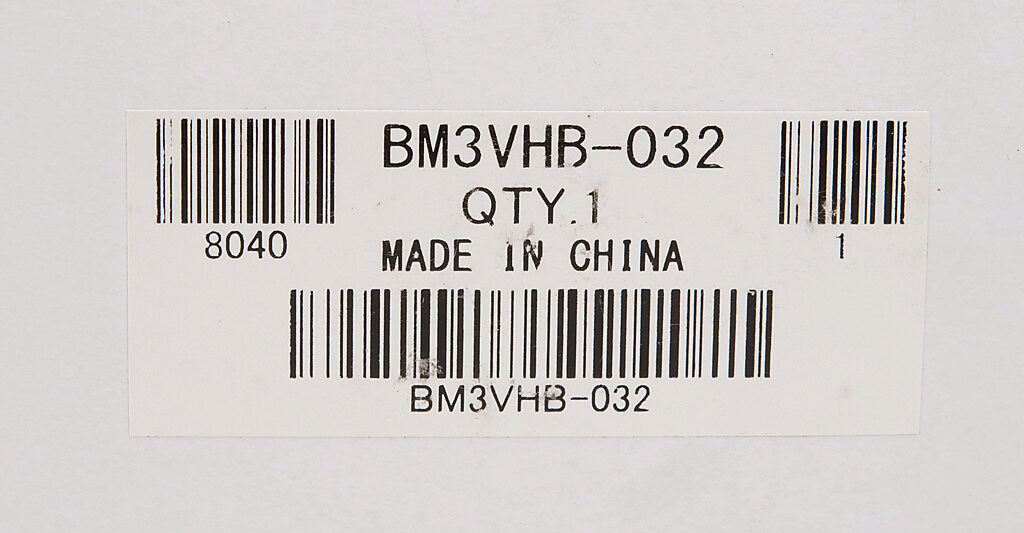 BM3VHB-032
QTY.1
8040
1
MADE IN CHINA
BM3VHB-032